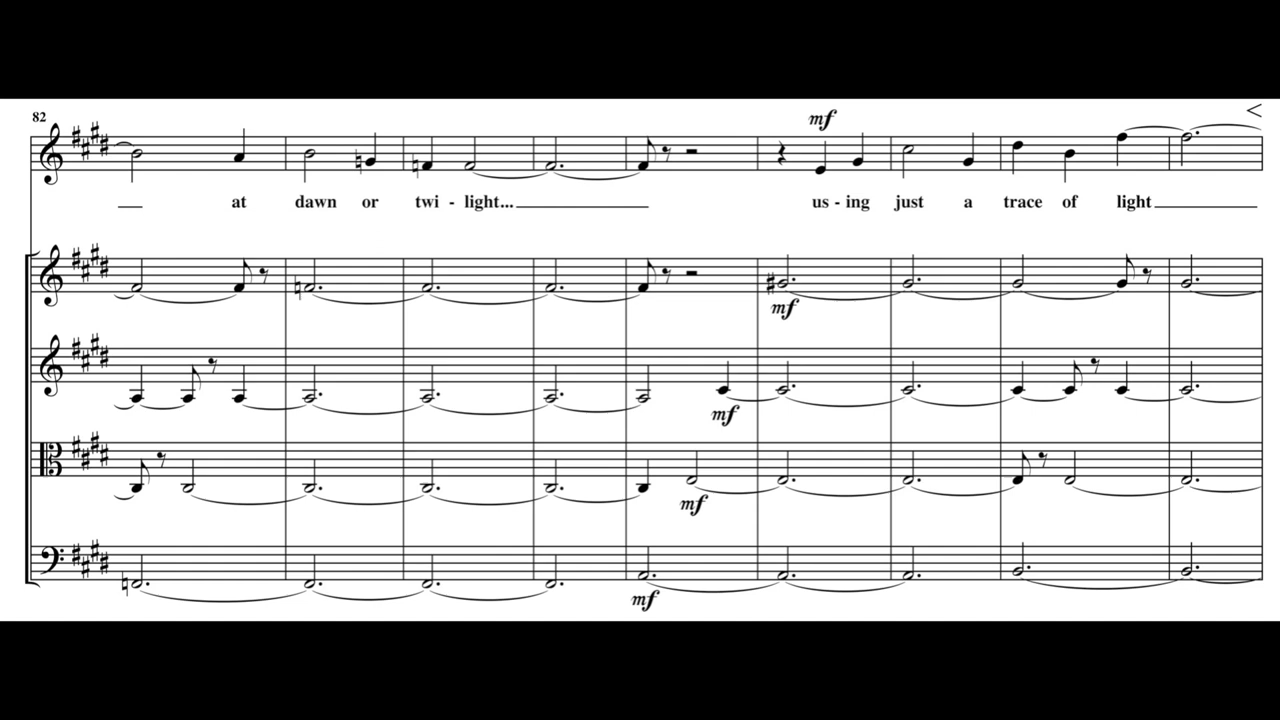 82
mf
at dawn or twi - light... us - ing just a trace of light
mf
mf
mf
mf